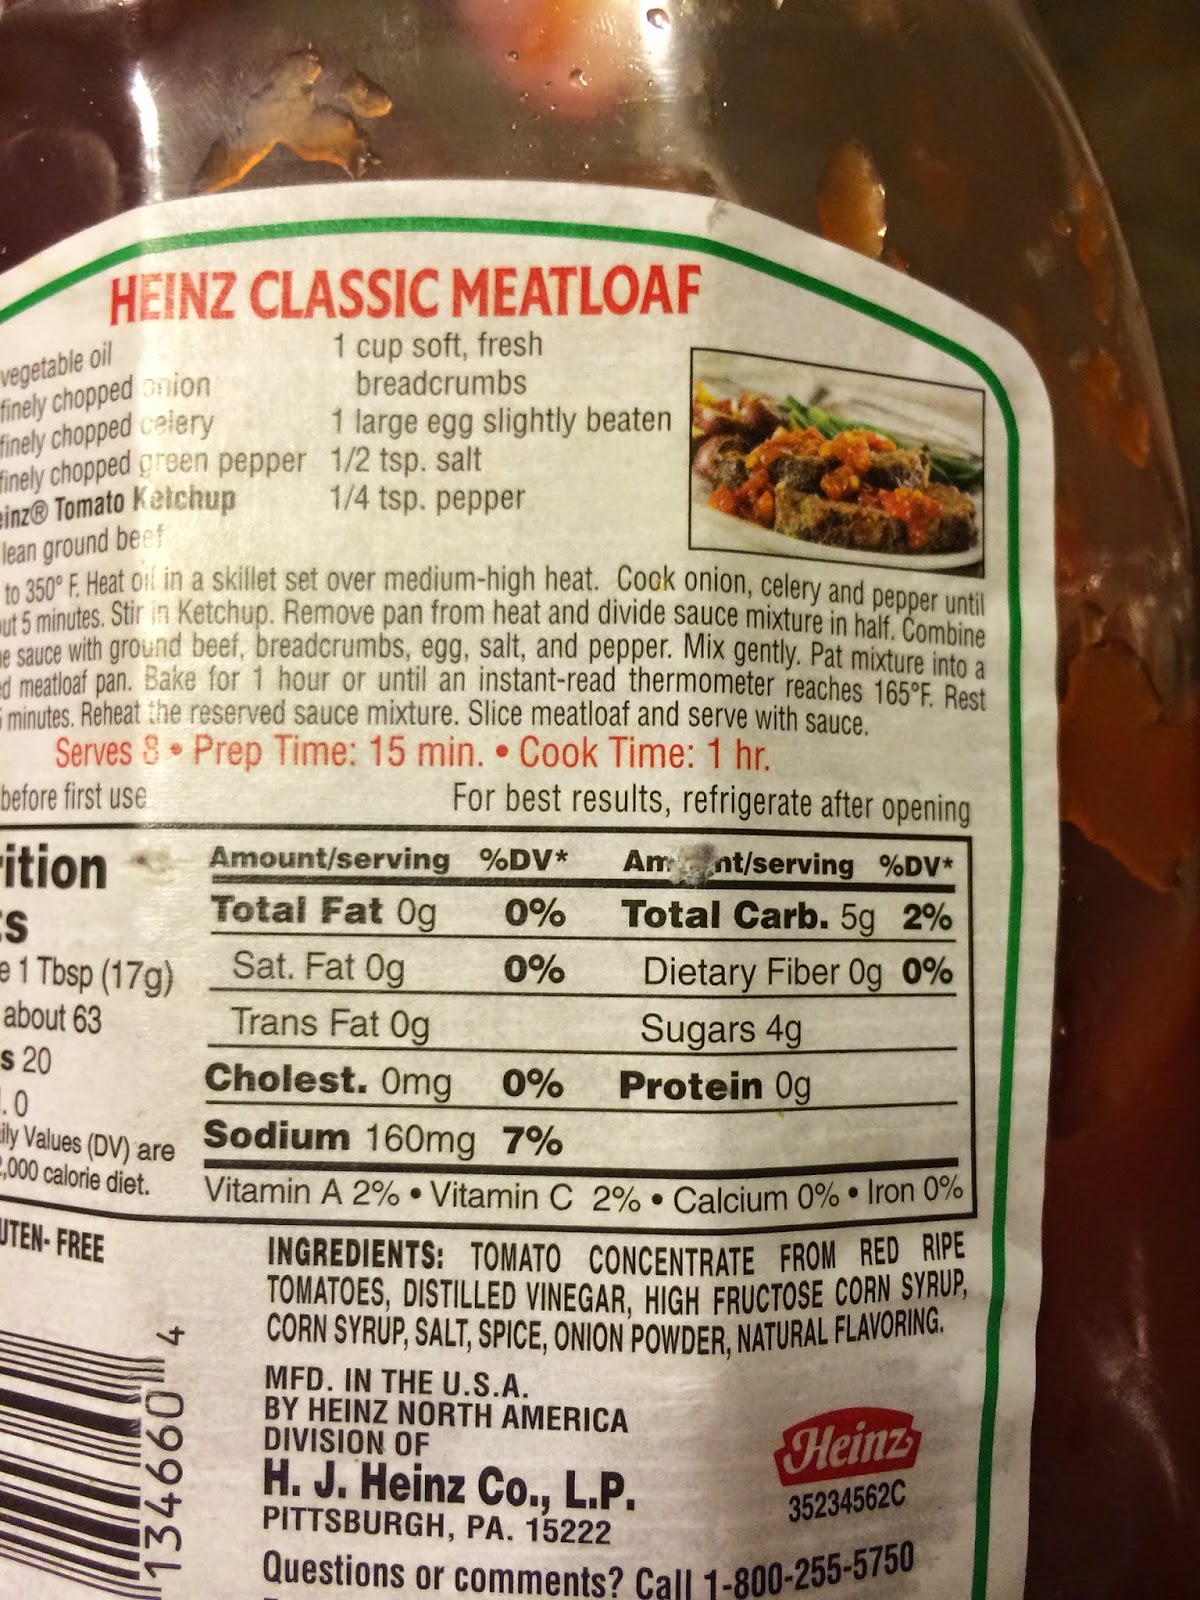 HEINZ CLASSIC MEATLOAF
vegetable oil
finely chopped onion
finely chopped celery
finely chopped green pepper
einz® Tomato Ketchup
lean ground beef
1 cup soft, fresh
breadcrumbs
1 large egg slightly beaten
1/2 tsp. salt
1/4 tsp. pepper
to 350° F. Heat oil in a skillet set over medium-high heat. Cook onion, celery and pepper until
out 5 minutes. Stir in Ketchup. Remove pan from heat and divide sauce mixture in half. Combine
e sauce with ground beef, breadcrumbs, egg, salt, and pepper. Mix gently. Pat mixture into a
d meatloaf pan. Bake for 1 hour or until an instant-read thermometer reaches 165°F. Rest
5 minutes. Reheat the reserved sauce mixture. Slice meatloaf and serve with sauce.
Serves 8 • Prep Time: 15 min. • Cook Time: 1 hr.
before first use
For best results, refrigerate after opening
rition
ts
e 1 Tbsp (17g)
about 63
s 20
. 0
ily Values (DV) are
2,000 calorie diet.
Amount/serving %DV*
Total Fat 0g 0%
Sat. Fat 0g 0%
Trans Fat 0g
Cholest. 0mg 0%
Sodium 160mg 7%
Amount/serving %DV*
Total Carb. 5g 2%
Dietary Fiber 0g 0%
Sugars 4g
Protein 0g
Vitamin A 2% • Vitamin C 2% • Calcium 0% • Iron 0%
UTEN- FREE
INGREDIENTS: TOMATO CONCENTRATE FROM RED RIPE
TOMATOES, DISTILLED VINEGAR, HIGH FRUCTOSE CORN SYRUP,
CORN SYRUP, SALT, SPICE, ONION POWDER, NATURAL FLAVORING.
MFD. IN THE U.S.A.
BY HEINZ NORTH AMERICA
DIVISION OF
H. J. Heinz Co., L.P.
PITTSBURGH, PA. 15222
Questions or comments? Call 1-800-255-5750
Heinz
35234562C
134660 4